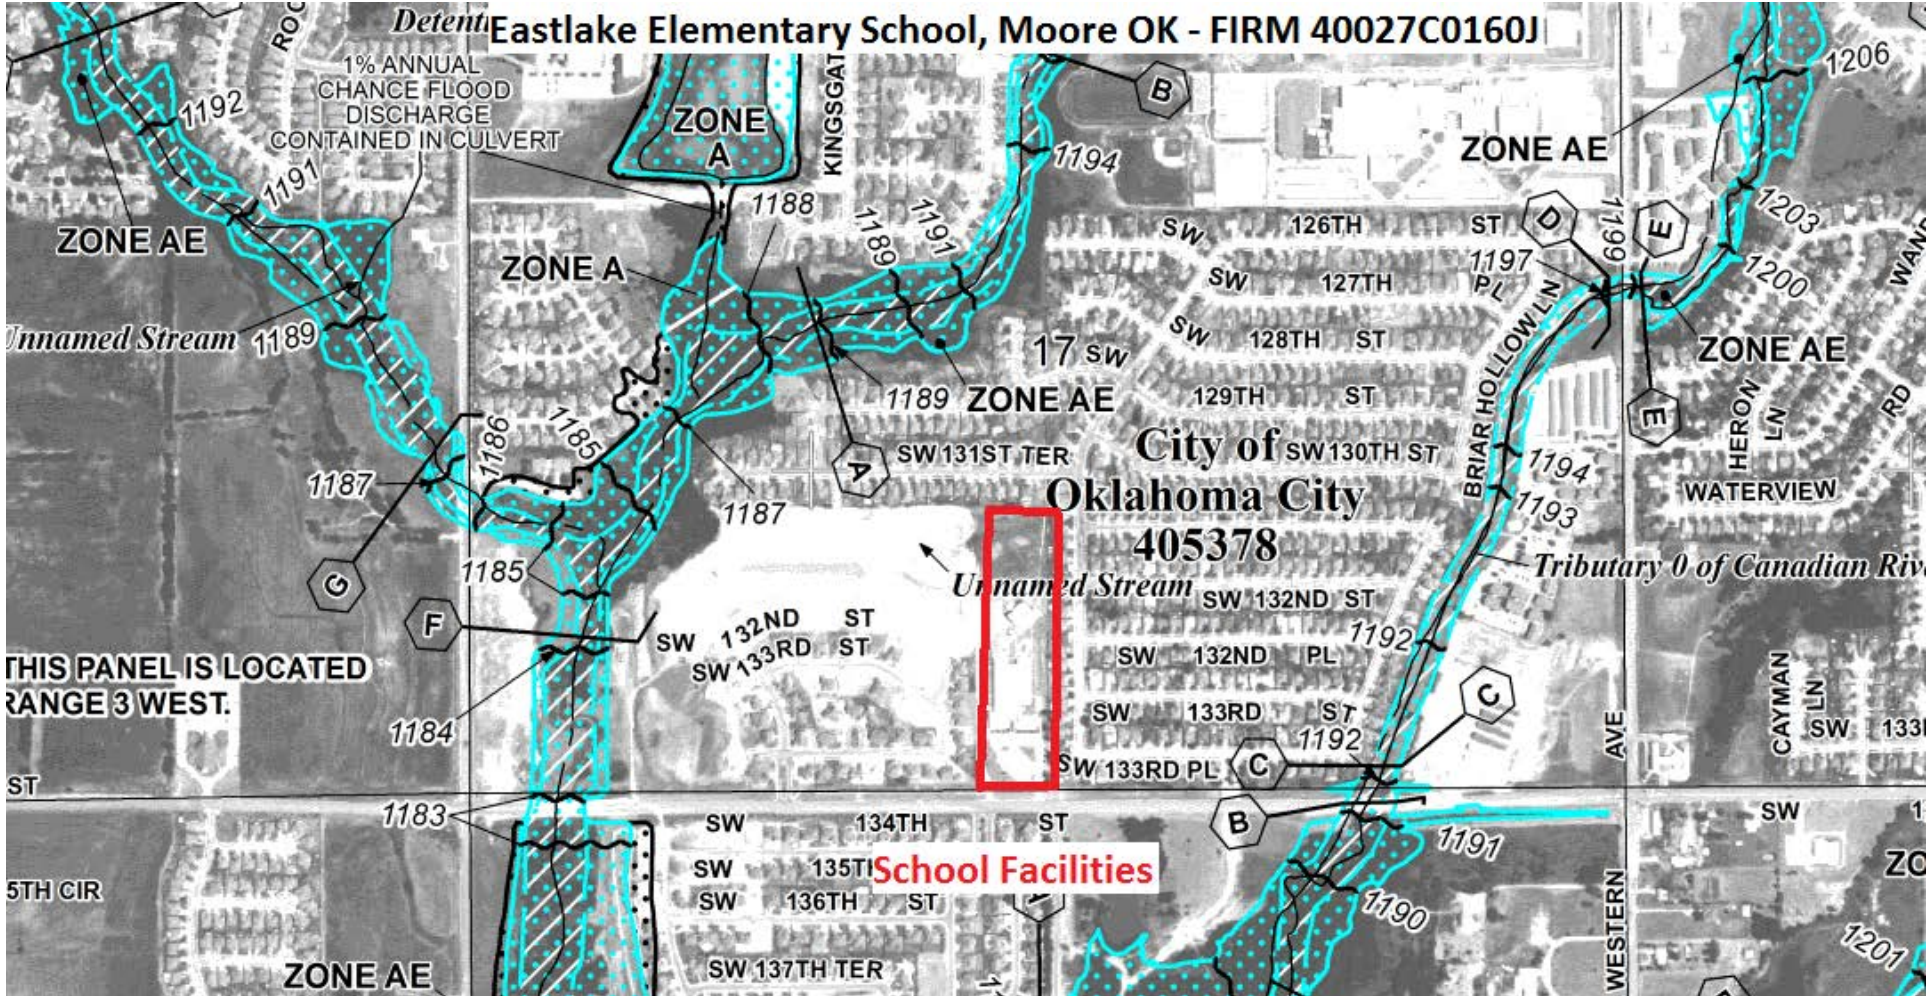 Eastlake Elementary School, Moore OK - FIRM 40027C0160J
1% ANNUAL
CHANCE FLOOD
DISCHARGE
CONTAINED IN CULVERT
ZONE
A
B
1206
1192
1191
1188
1189
1191
1194
ZONE AE
ZONE AE
ZONE A
SW 126TH ST
SW 127TH PL
SW 128TH ST
SW 129TH ST
17
D
1199
E
1203
1197
1200
ZONE AE
BRIAR HOLLOW LN
E
HERON
LN
RD
WATERVIEW
Unnamed Stream
1189
1189
ZONE AE
A
SW 131ST TER
SW 130TH ST
City of
Oklahoma City
405378
1194
1193
Tributary 0 of Canadian
1186
1185
1187
1187
1185
G
F
Unnamed Stream
SW 132ND ST
SW 133RD ST
SW 132ND ST
SW 132ND PL
SW 133RD ST
SW 133RD PL
1192
1192
C
C
B
CAYMAN
LN
SW
AVE
THIS PANEL IS LOCATED
RANGE 3 WEST.
1184
ST
1183
SW 134TH ST
SW
School Facilities
SW 136TH ST
SW 137TH TER
1191
1190
SW
WESTERN
1201
ZONE AE